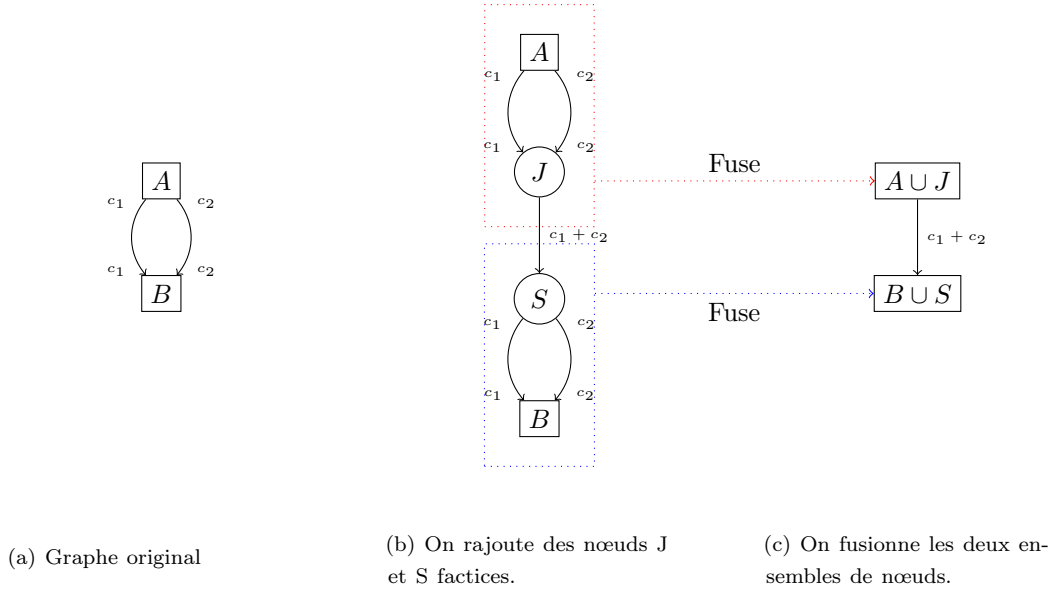 A
c1 c2
c1 c2
B
(a) Graphe original
A
c1 c2
c1 c2
J
c1 + c2
S
c1 c2
c1 c2
B
(b) On rajoute des nœuds J
et S factices.
Fuse
Fuse
A ∪ J
c1 + c2
B ∪ S
(c) On fusionne les deux en-
sembles de nœuds.